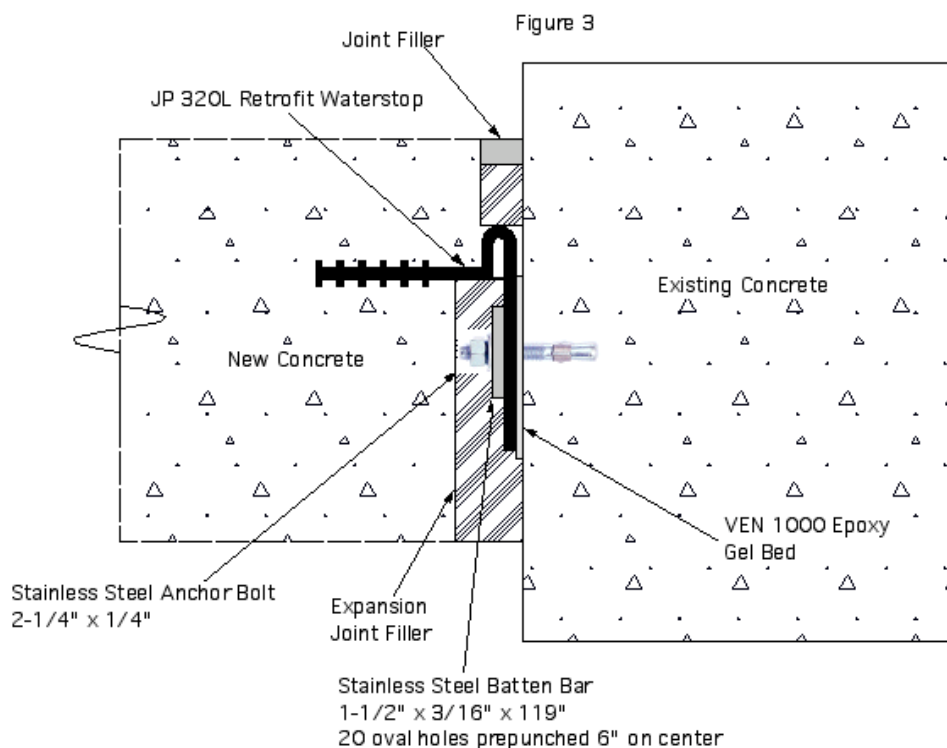 Figure 3
Joint Filler
JP 320L Retrofit Waterstop
Existing Concrete
New Concrete
VEN 1000 Epoxy
Gel Bed
Stainless Steel Anchor Bolt
2-1/4" x 1/4"
Expansion
Joint Filler
Stainless Steel Batten Bar
1-1/2" x 3/16" x 119"
20 oval holes prepunched 6" on center